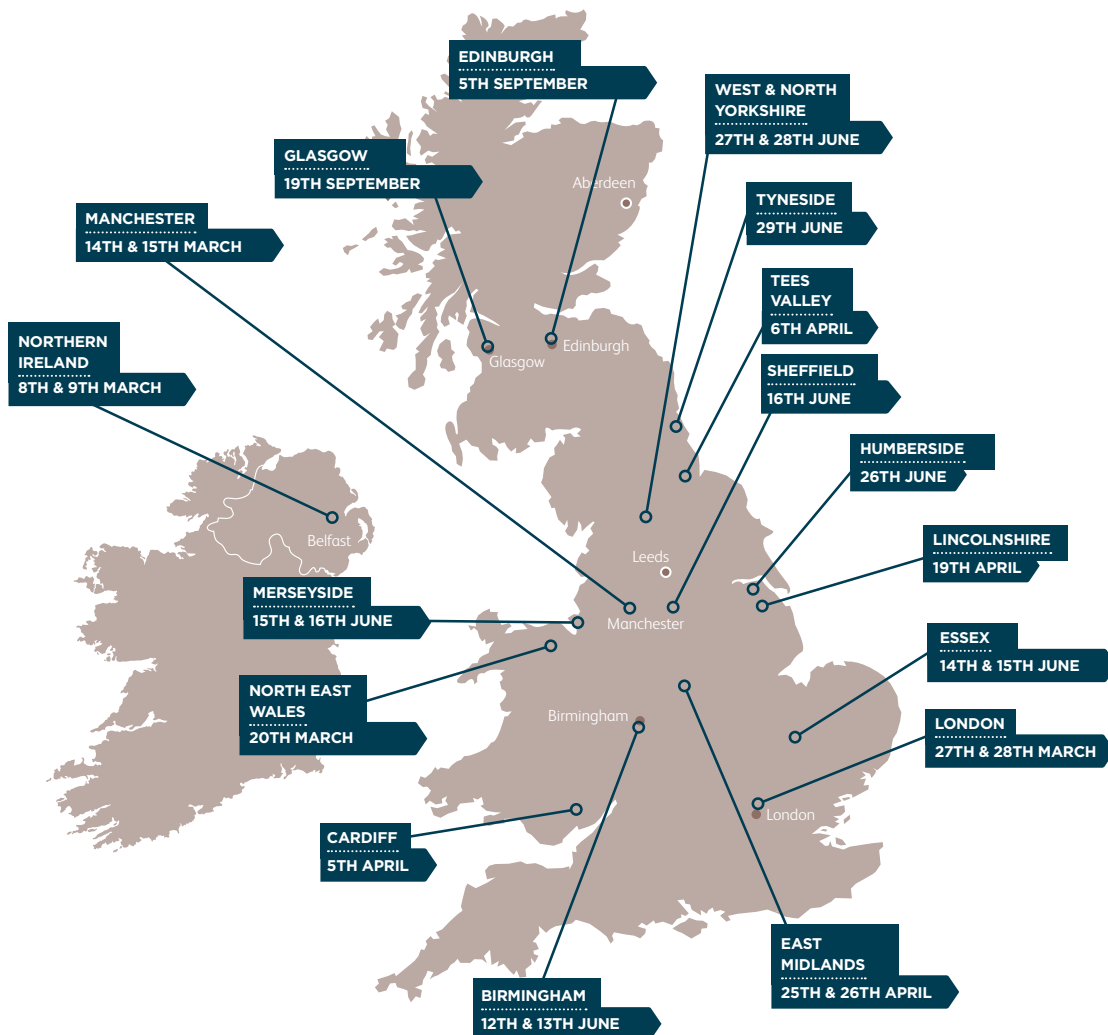 EDINBURGH
5TH SEPTEMBER
WEST & NORTH
YORKSHIRE
27TH & 28TH JUNE
GLASGOW
19TH SEPTEMBER
Aberdeen
TYNESIDE
29TH JUNE
MANCHESTER
14TH & 15TH MARCH
TEES
VALLEY
6TH APRIL
NORTHERN
IRELAND
8TH & 9TH MARCH
Glasgow
Edinburgh
SHEFFIELD
16TH JUNE
HUMBERSIDE
26TH JUNE
Belfast
Leeds
LINCOLNSHIRE
19TH APRIL
MERSEYSIDE
15TH & 16TH JUNE
Manchester
ESSEX
14TH & 15TH JUNE
NORTH EAST
WALES
20TH MARCH
Birmingham
LONDON
27TH & 28TH MARCH
London
CARDIFF
5TH APRIL
EAST
MIDLANDS
25TH & 26TH APRIL
BIRMINGHAM
12TH & 13TH JUNE